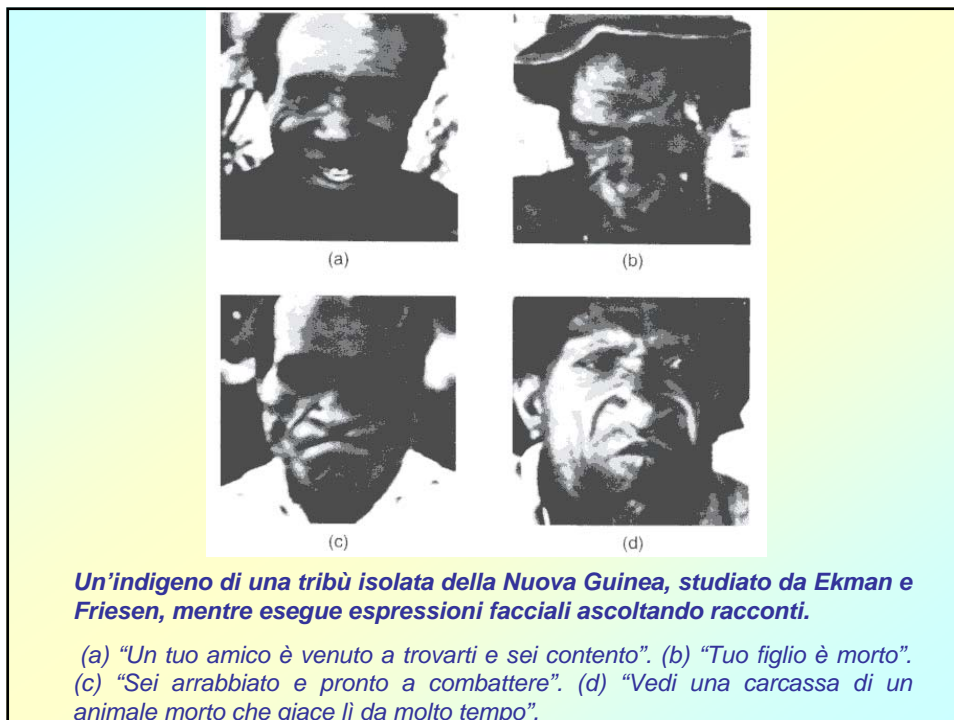 (a)
(b)
(c)
(d)
Un’indigeno di una tribù isolata della Nuova Guinea, studiato da Ekman e
Friesen, mentre esegue espressioni facciali ascoltando racconti.
(a) “Un tuo amico è venuto a trovarti e sei contento”. (b) “Tuo figlio è morto”.
(c) “Sei arrabbiato e pronto a combattere”. (d) “Vedi una carcassa di un
animale morto che giace lì da molto tempo”.